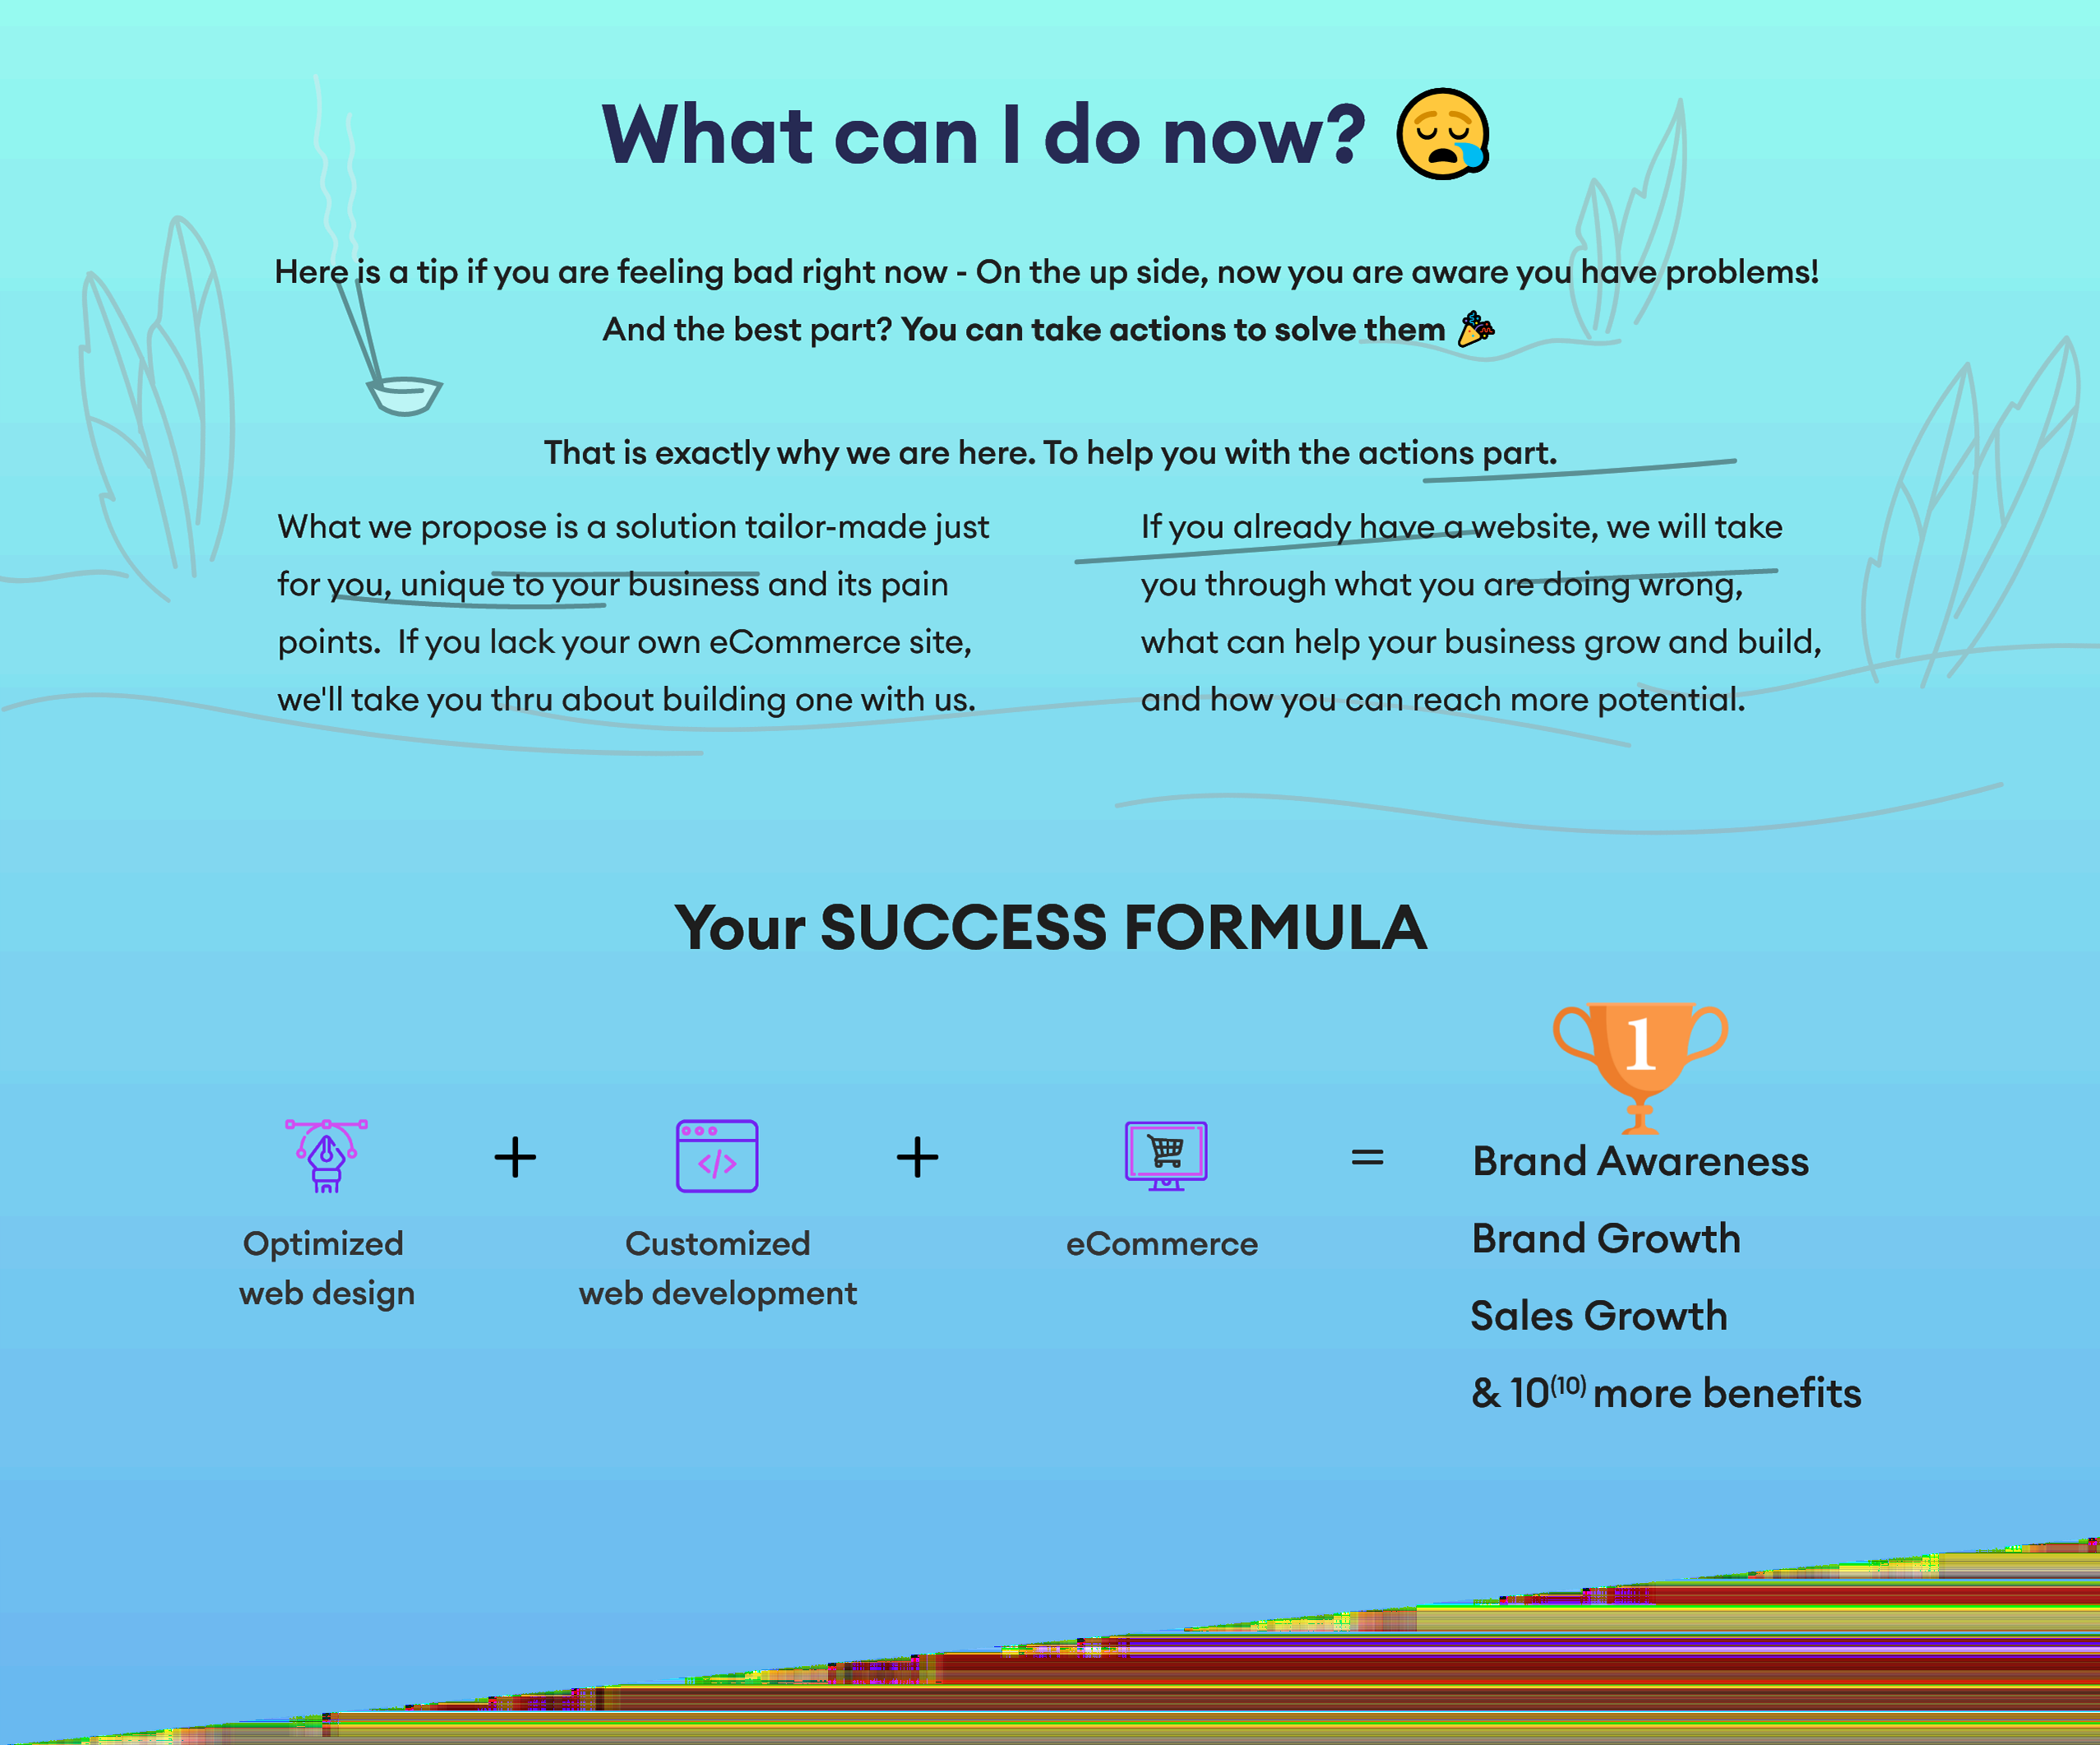 What can I do now? 😪
Here is a tip if you are feeling bad right now - On the up side, now you are aware you have problems!
And the best part? You can take actions to solve them 🎉
That is exactly why we are here. To help you with the actions part.
What we propose is a solution tailor-made just
for you, unique to your business and its pain
points.  If you lack your own eCommerce site,
we'll take you thru about building one with us.
If you already have a website, we will take
you through what you are doing wrong,
what can help your business grow and build,
and how you can reach more potential.
Your SUCCESS FORMULA
1
Optimized
web design
+
Customized
web development
+
eCommerce
=
Brand Awareness
Brand Growth
Sales Growth
& 10⁽¹⁰⁾ more benefits